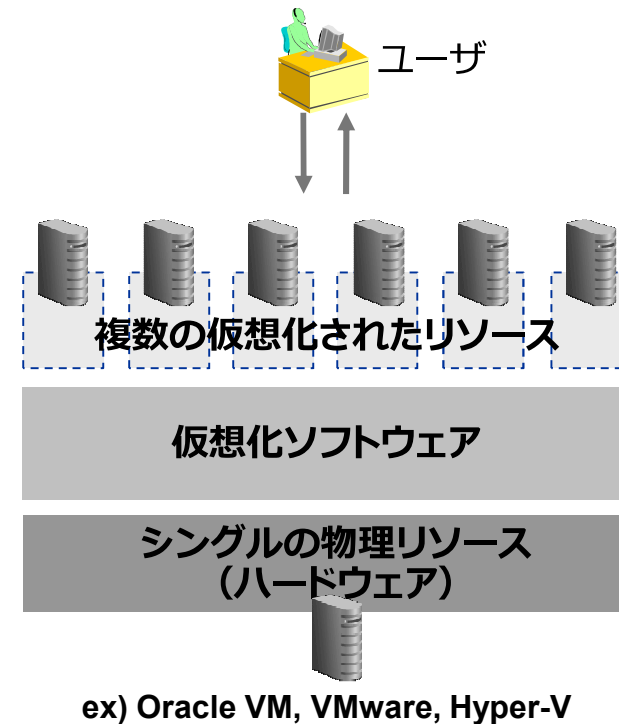 ユーザ
複数の仮想化されたリソース
仮想化ソフトウェア
シングルの物理リソース
（ハードウェア）
ex) Oracle VM, VMware, Hyper-V